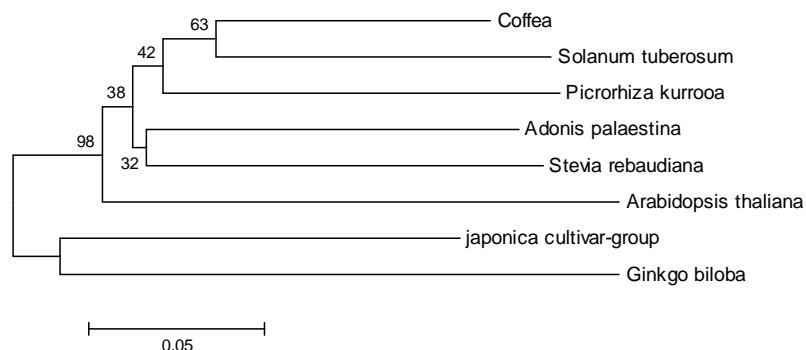 Coffea
63
Solanum tuberosum
42
Picrorhiza kurrooa
38
Adonis palaestina
98
32
Stevia rebaudiana
Arabidopsis thaliana
japonica cultivar-group
Ginkgo biloba
0.05